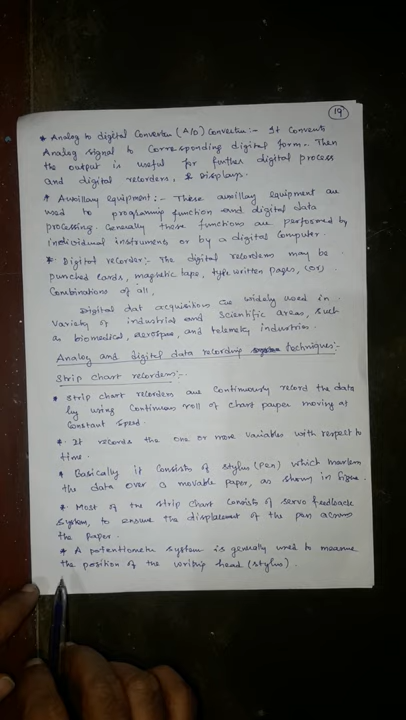 19
* Analog to digital Converter (A/D) Converter:- It Converts
Analog signal to Corresponding digital form. Then
the output is useful for further digital process
and digital recorders, & displays.
* Auxillary equipment:- These auxillary equipment are
used to programing function and digital data
processing. Generally these functions are performed by
individual instruments or by a digital Computer.
* Digital recorder:- The digital recorders may be
punched cards, magnetic tape, type written pages, (or)
Combinations of all,
Digital dat acquisitions are widely used in
Variety of industrial and Scientific areas, such
as biomedical, aerospace, and telemetry industries.
Analog and digital data recording techniques:-
Strip chart recorders:-
* Strip chart recorders are continuously record the data
by using Continuous roll of chart paper moving at
Constant speed.
* It records the one or more variables with respect to
time.
* Basically it consists of stylus (pen) which markers
the data over a movable paper, as shown in figure.
* Most of the strip chart consists of servo feedback
system, to ensure the displacement of the pen across
the paper.
* A potentiometer system is generally used to measure
the position of the writing head (stylus).